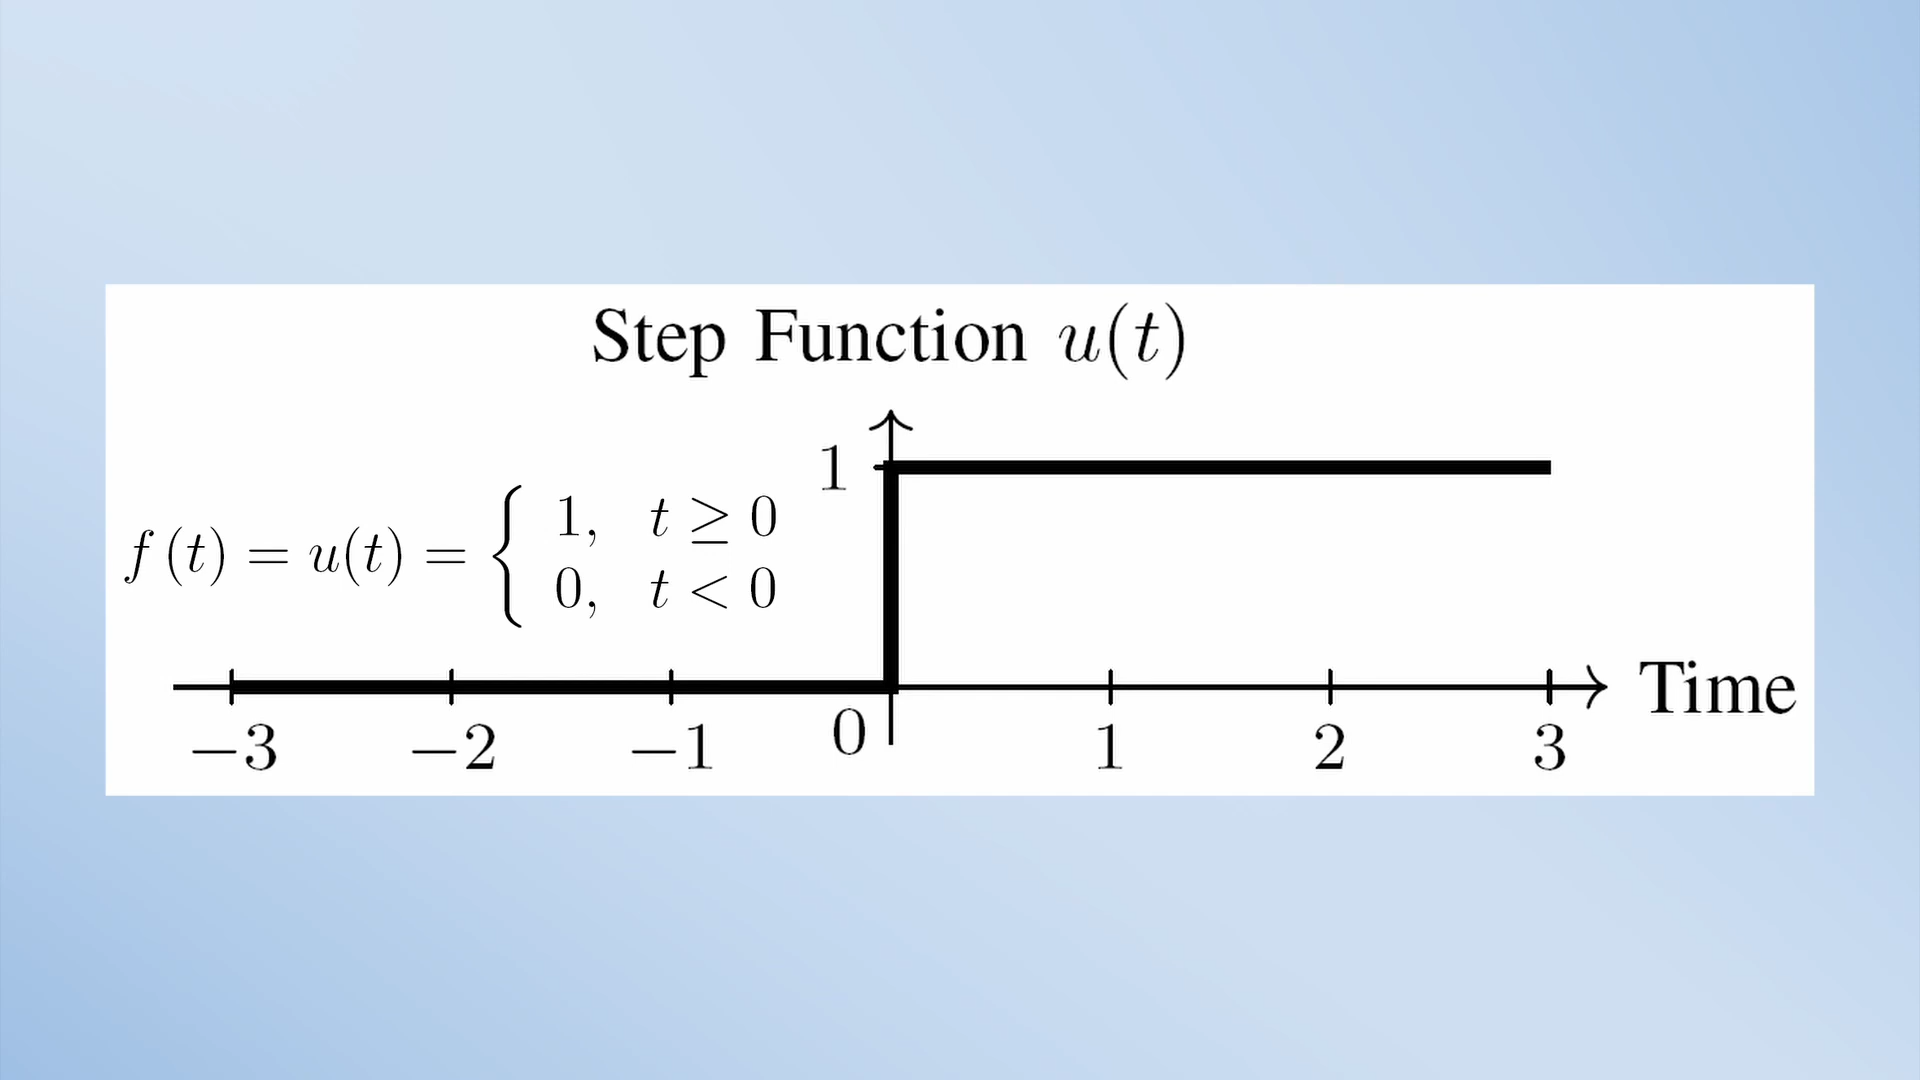 Step Function u(t)
1
f(t) = u(t) = { 1, t ≥ 0
0, t < 0
Time
−3 −2 −1 0 1 2 3